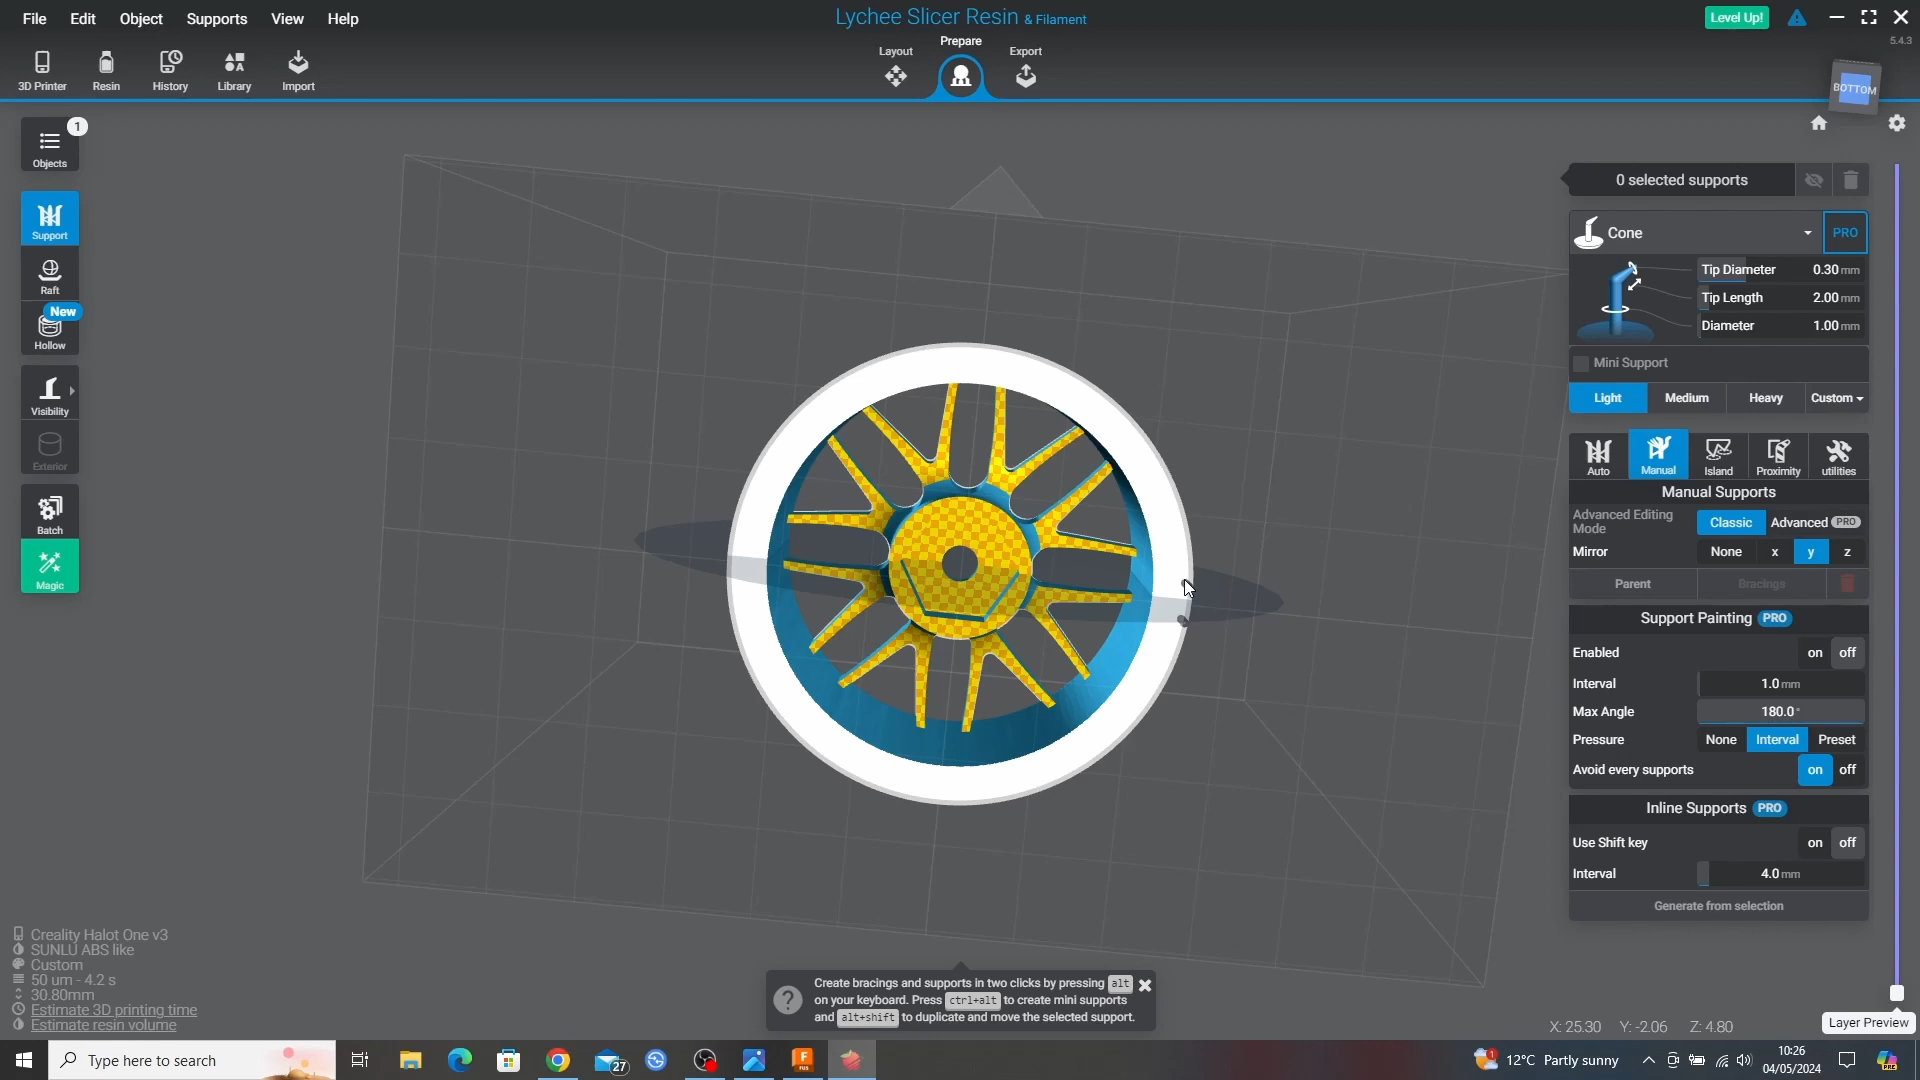 File Edit Object Supports View Help
Lychee Slicer Resin & Filament
Level Up!
5.4.3
3D Printer Resin History Library Import
Layout Prepare Export
BOTTOM
1
Objects
Support
Raft
New
Hollow
Visibility
Exterior
Batch
Magic
0 selected supports
Cone PRO
Tip Diameter 0.30 mm
Tip Length 2.00 mm
Diameter 1.00 mm
Mini Support
Light Medium Heavy Custom
Auto Manual Island Proximity utilities
Manual Supports
Advanced Editing Mode Classic Advanced PRO
Mirror None x y z
Parent Bracings
Support Painting PRO
Enabled on off
Interval 1.0 mm
Max Angle 180.0 °
Pressure None Interval Preset
Avoid every supports on off
Inline Supports PRO
Use Shift key on off
Interval 4.0 mm
Generate from selection
Creality Halot One v3
SUNLU ABS like
Custom
50 um - 4.2 s
30.80mm
Estimate 3D printing time
Estimate resin volume
? Create bracings and supports in two clicks by pressing alt
on your keyboard. Press ctrl+alt to create mini supports
and alt+shift to duplicate and move the selected support.
X: 25.30 Y: -2.06 Z: 4.80
Layer Preview
Type here to search
27
F
FUS
1
12°C Partly sunny
10:26
04/05/2024
PRE